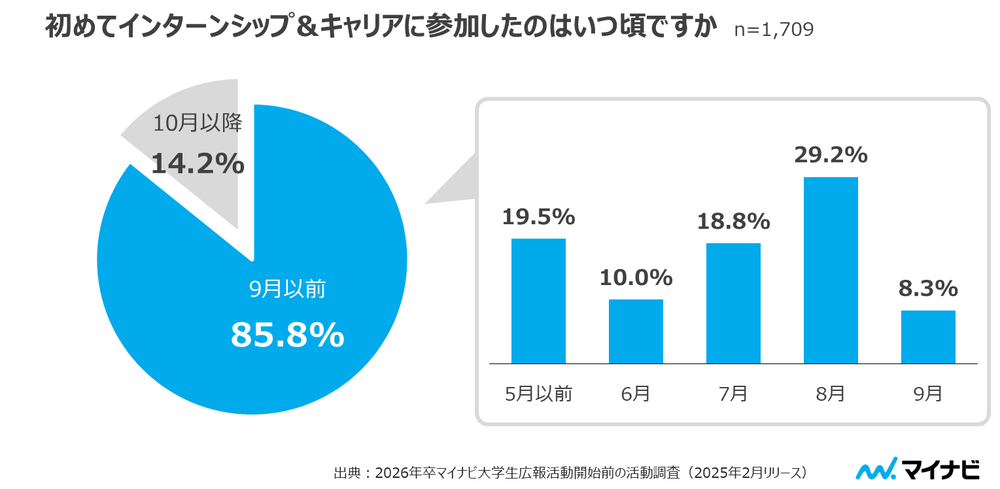 初めてインターンシップ&キャリアに参加したのはいつ頃ですか n=1,709
10月以降
14.2%
9月以前
85.8%
19.5%
10.0%
18.8%
29.2%
8.3%
5月以前
6月
7月
8月
9月
出典：2026年卒マイナビ大学生広報活動開始前の活動調査（2025年2月リリース）
マイナビ